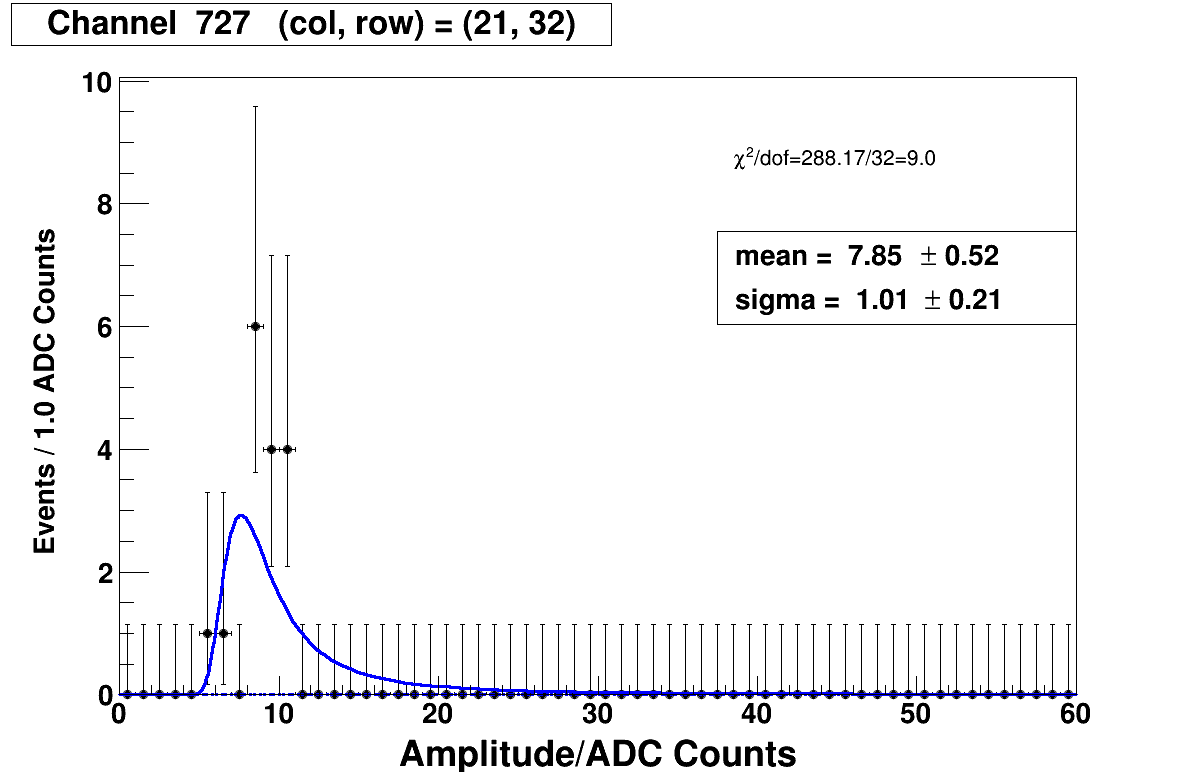 Channel 727 (col, row) = (21, 32)
10
8
6
4
2
0
Events / 1.0 ADC Counts
χ²/dof=288.17/32=9.0
mean = 7.85 ± 0.52
sigma = 1.01 ± 0.21
0 10 20 30 40 50 60
Amplitude/ADC Counts